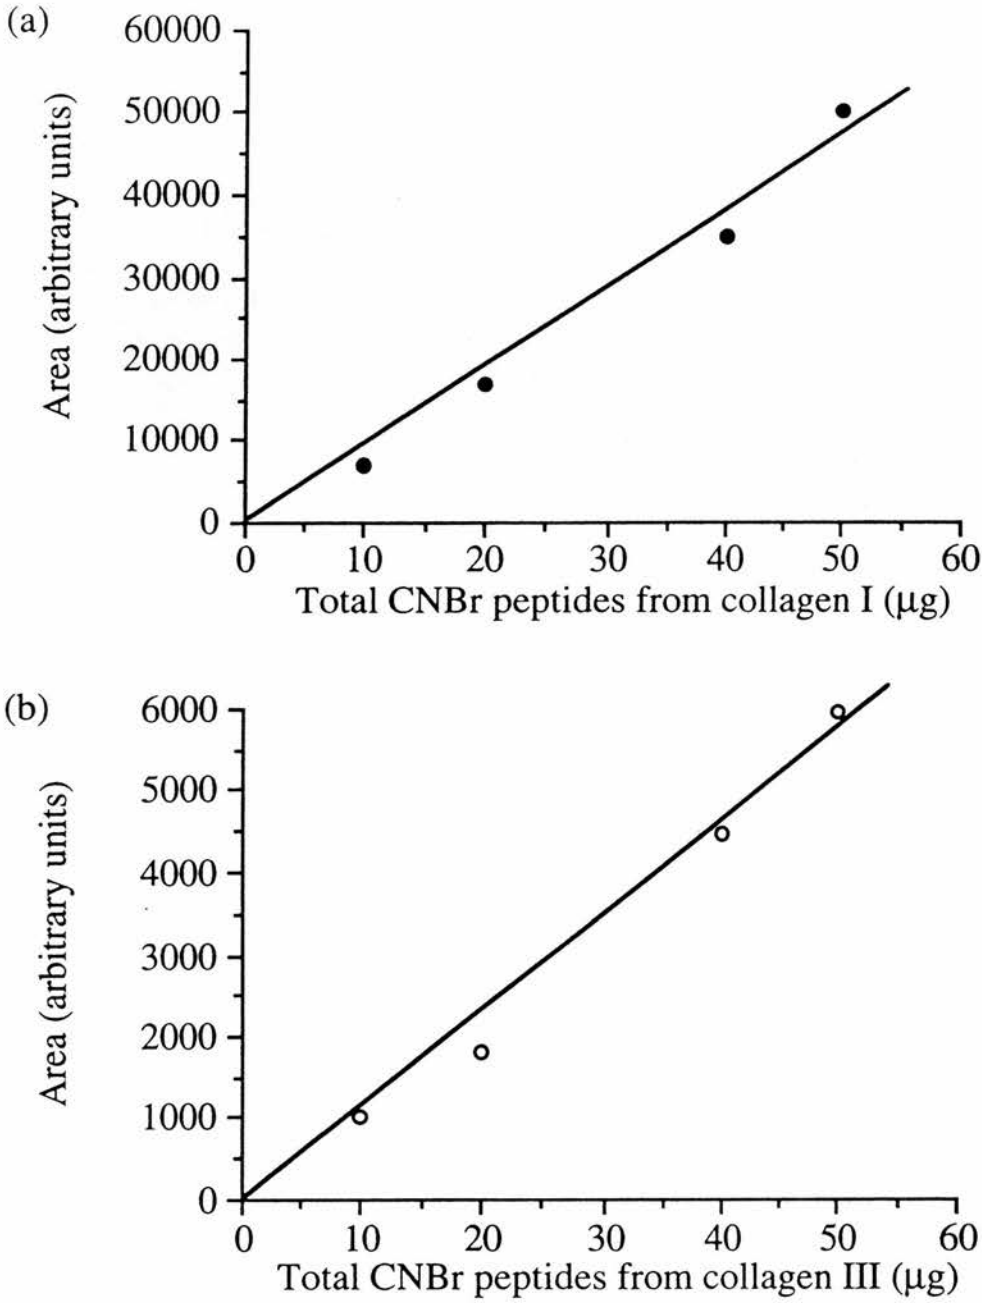 (a)
60000
50000
40000
30000
20000
10000
0
Area (arbitrary units)
0 10 20 30 40 50 60
Total CNBr peptides from collagen I (μg)
(b)
6000
5000
4000
3000
2000
1000
0
Area (arbitrary units)
0 10 20 30 40 50 60
Total CNBr peptides from collagen III (μg)